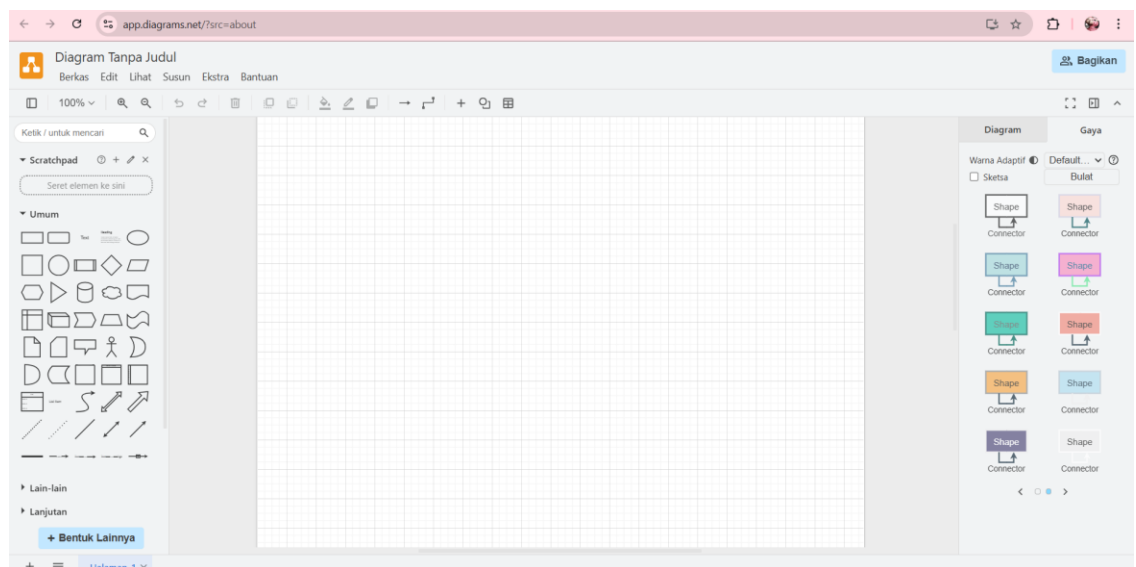 app.diagrams.net/?src=about
Diagram Tanpa Judul
Berkas Edit Lihat Susun Ekstra Bantuan
Bagikan
100%
Ketik / untuk mencari
Scratchpad
Seret elemen ke sini
Umum
Text
Heading
Lain-lain
Lanjutan
+ Bentuk Lainnya
Halaman 1
Diagram Gaya
Warna Adaptif Default...
Sketsa Bulat
Shape Shape
Connector Connector
Shape Shape
Connector Connector
Shape Shape
Connector Connector
Shape Shape
Connector Connector
Shape Shape
Connector Connector